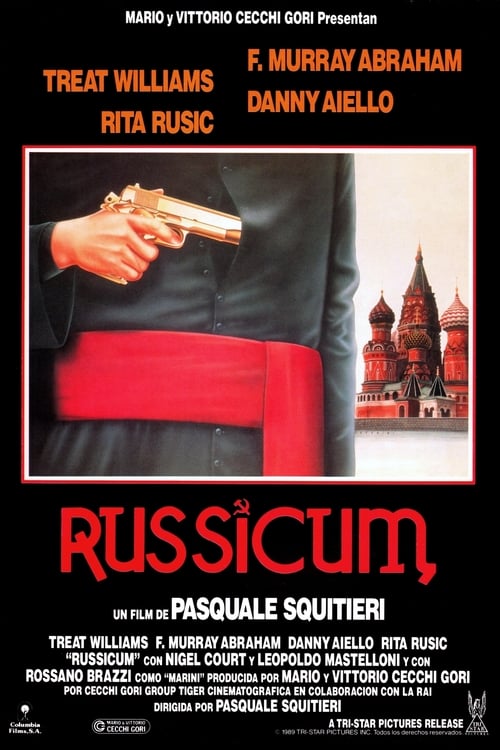 MARIO y VITTORIO CECCHI GORI Presentan
TREAT WILLIAMS
F. MURRAY ABRAHAM
RITA RUSIC
DANNY AIELLO
RUSSICUM
UN FILM DE PASQUALE SQUITIERI
TREAT WILLIAMS F. MURRAY ABRAHAM DANNY AIELLO RITA RUSIC
"RUSSICUM" CON NIGEL COURT y LEOPOLDO MASTELLONI y CON
ROSSANO BRAZZI COMO "MARINI" PRODUCIDA POR MARIO y VITTORIO CECCHI GORI
POR CECCHI GORI GROUP TIGER CINEMATOGRAFICA EN COLABORACION CON LA RAI
DIRIGIDA POR PASQUALE SQUITIERI
Columbia
Films, S.A.
MARIO & VITTORIO
CECCHI GORI
A TRI-STAR PICTURES RELEASE
© 1989 TRI-STAR PICTURES INC. Todos los derechos reservados.
TRI
STAR